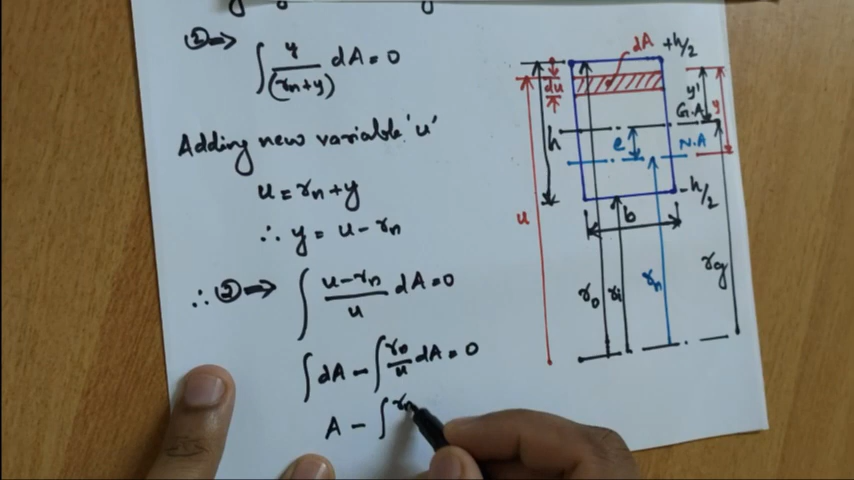 ②→ ∫ y/(rn+y) dA = 0
Adding new variable 'u'
u = rn + y
∴ y = u - rn
∴ ②→ ∫ u-rn/u dA = 0
∫ dA - ∫ r0/u dA = 0
A - ∫ rn
dA
+h/2
du
y'
y
G.A
h
e
N.A
-h/2
b
u
r0
ri
rn
rg